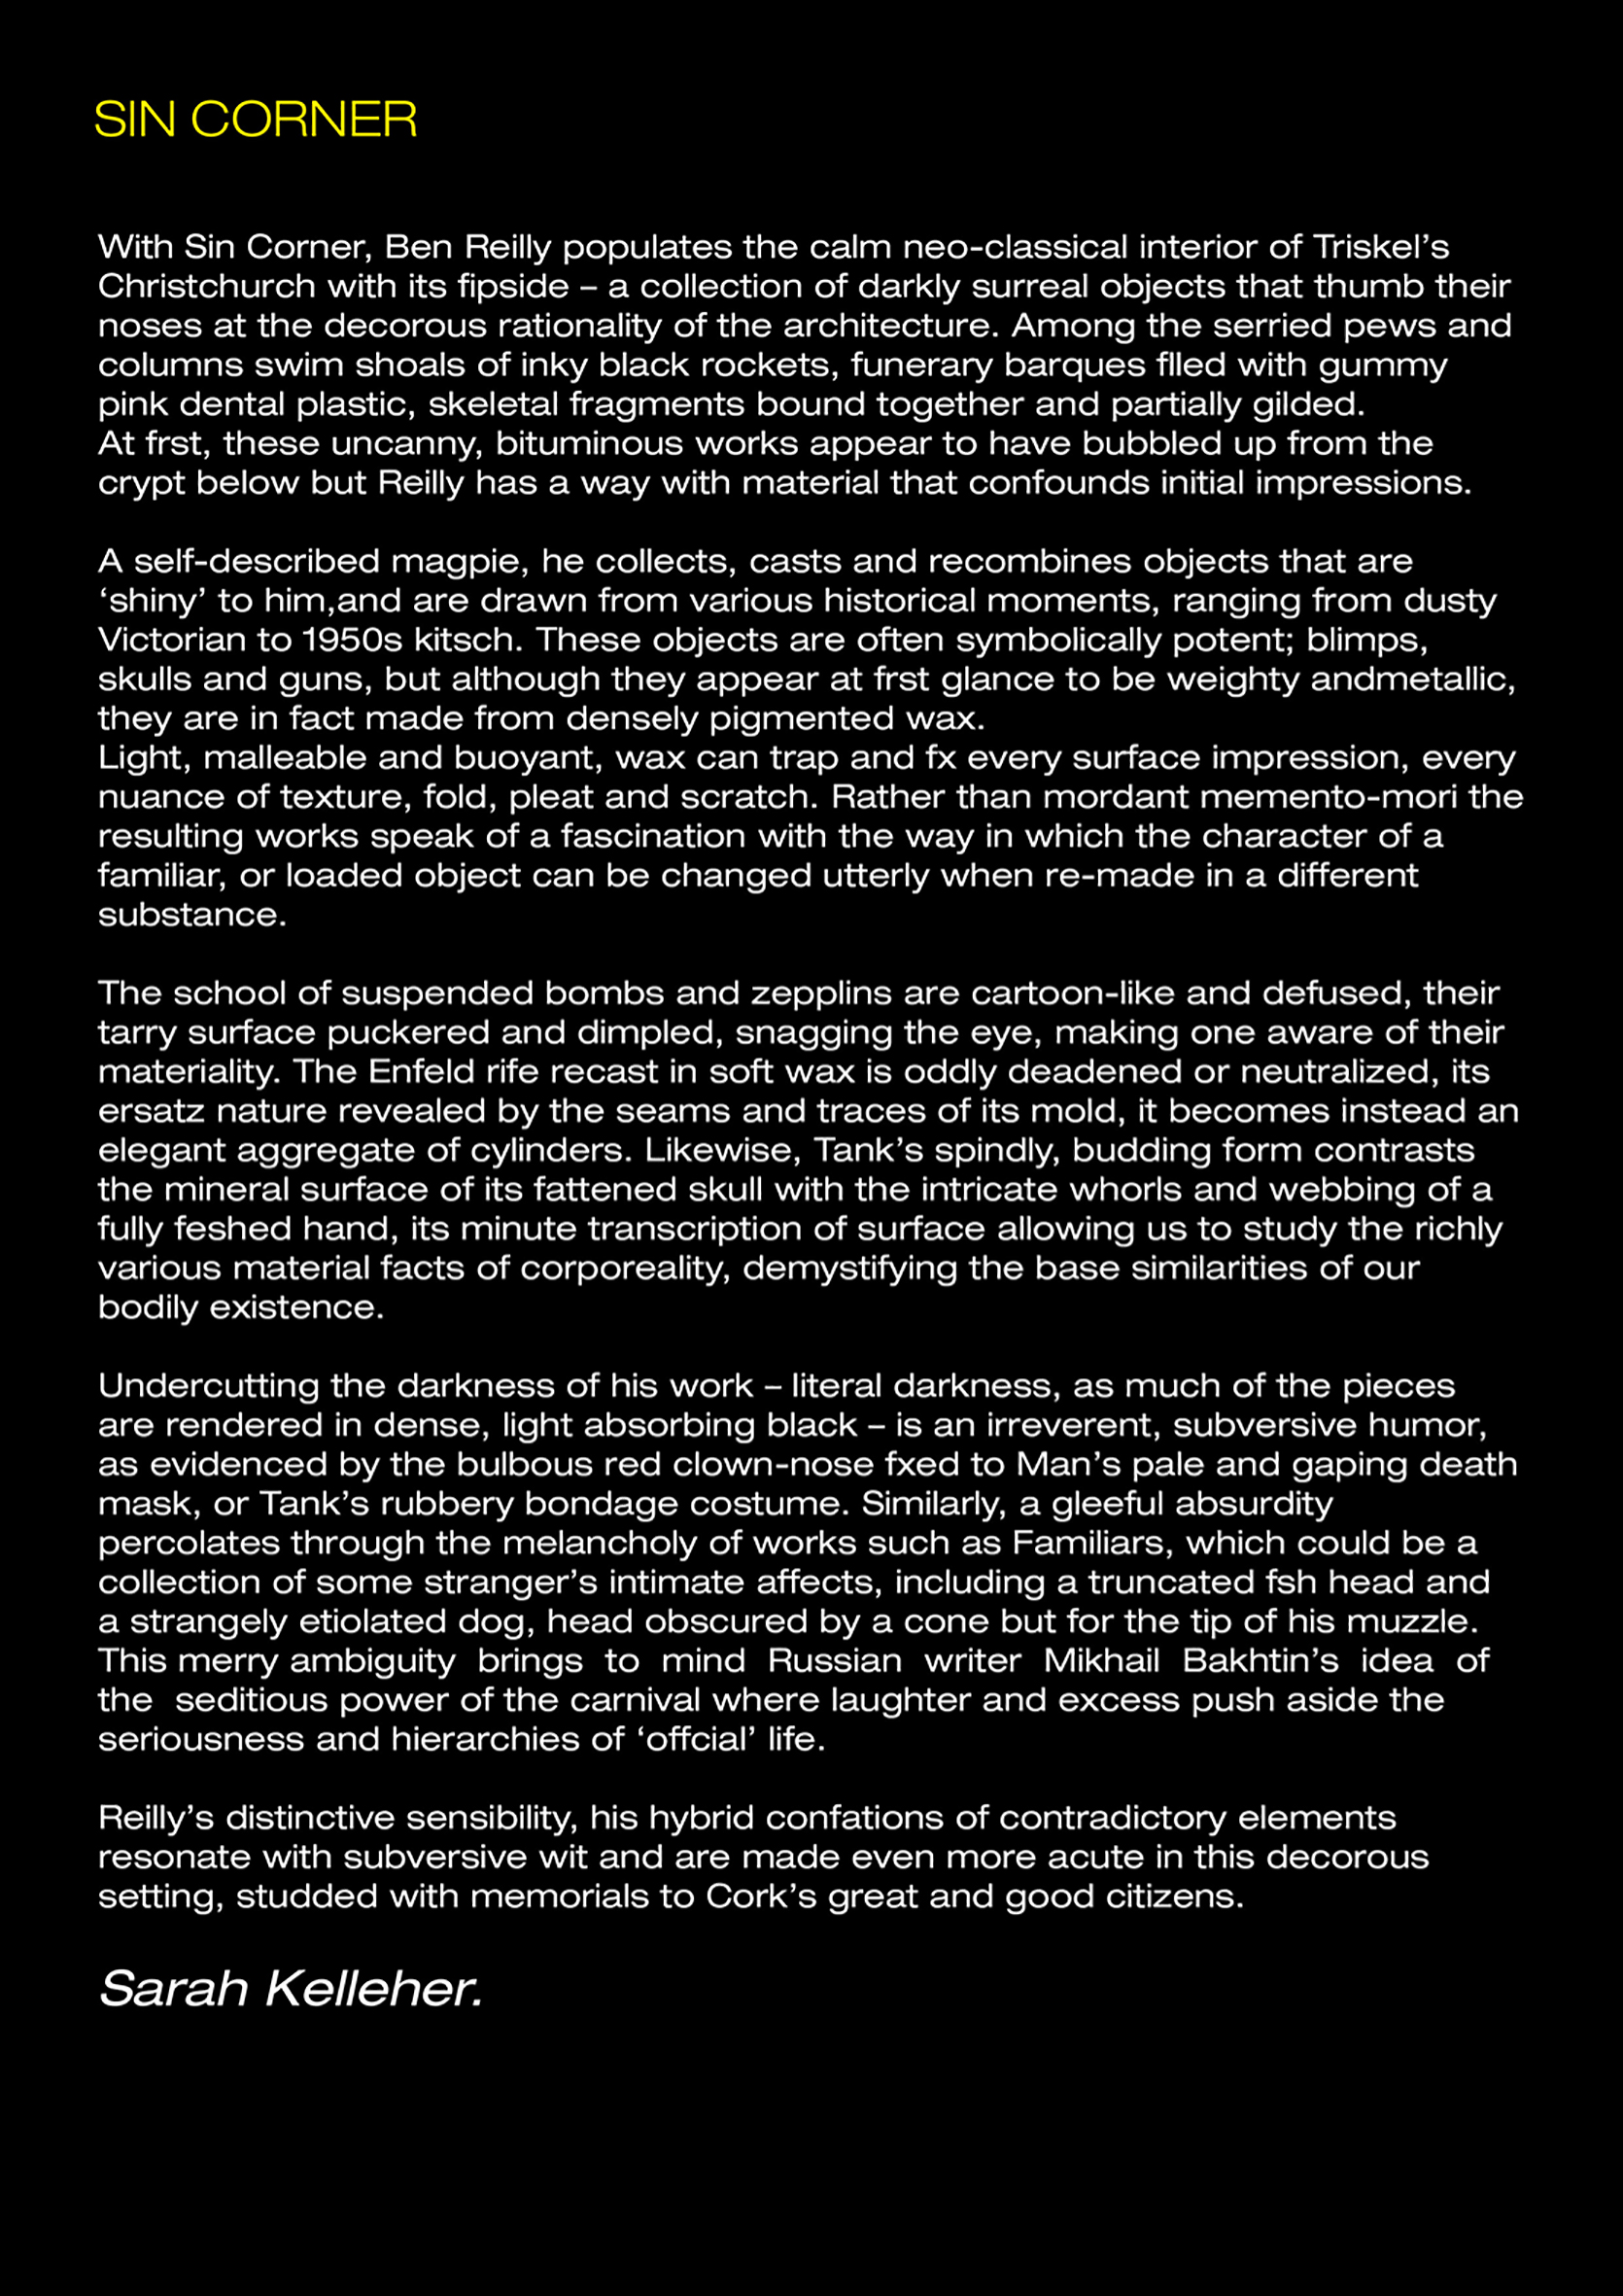 SIN CORNER
With Sin Corner, Ben Reilly populates the calm neo-classical interior of Triskel’s
Christchurch with its fipside – a collection of darkly surreal objects that thumb their
noses at the decorous rationality of the architecture. Among the serried pews and
columns swim shoals of inky black rockets, funerary barques flled with gummy
pink dental plastic, skeletal fragments bound together and partially gilded.
At frst, these uncanny, bituminous works appear to have bubbled up from the
crypt below but Reilly has a way with material that confounds initial impressions.
A self-described magpie, he collects, casts and recombines objects that are
‘shiny’ to him,and are drawn from various historical moments, ranging from dusty
Victorian to 1950s kitsch. These objects are often symbolically potent; blimps,
skulls and guns, but although they appear at frst glance to be weighty andmetallic,
they are in fact made from densely pigmented wax.
Light, malleable and buoyant, wax can trap and fx every surface impression, every
nuance of texture, fold, pleat and scratch. Rather than mordant memento-mori the
resulting works speak of a fascination with the way in which the character of a
familiar, or loaded object can be changed utterly when re-made in a different
substance.
The school of suspended bombs and zepplins are cartoon-like and defused, their
tarry surface puckered and dimpled, snagging the eye, making one aware of their
materiality. The Enfeld rife recast in soft wax is oddly deadened or neutralized, its
ersatz nature revealed by the seams and traces of its mold, it becomes instead an
elegant aggregate of cylinders. Likewise, Tank’s spindly, budding form contrasts
the mineral surface of its fattened skull with the intricate whorls and webbing of a
fully feshed hand, its minute transcription of surface allowing us to study the richly
various material facts of corporeality, demystifying the base similarities of our
bodily existence.
Undercutting the darkness of his work – literal darkness, as much of the pieces
are rendered in dense, light absorbing black – is an irreverent, subversive humor,
as evidenced by the bulbous red clown-nose fxed to Man’s pale and gaping death
mask, or Tank’s rubbery bondage costume. Similarly, a gleeful absurdity
percolates through the melancholy of works such as Familiars, which could be a
collection of some stranger’s intimate affects, including a truncated fsh head and
a strangely etiolated dog, head obscured by a cone but for the tip of his muzzle.
This merry ambiguity brings to mind Russian writer Mikhail Bakhtin’s idea of
the seditious power of the carnival where laughter and excess push aside the
seriousness and hierarchies of ‘offcial’ life.
Reilly’s distinctive sensibility, his hybrid confations of contradictory elements
resonate with subversive wit and are made even more acute in this decorous
setting, studded with memorials to Cork’s great and good citizens.
Sarah Kelleher.